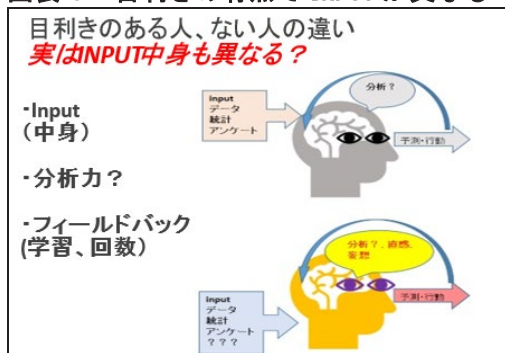 目利きのある人、ない人の違い
実はINPUT中身も異なる？
・Input
（中身）
・分析力？
・フィールドバック
(学習、回数）
input
データ
統計
アンケート
分析？
予測・行動
input
データ
統計
アンケート
？？？
分析？、直感、
妄想
予測・行動